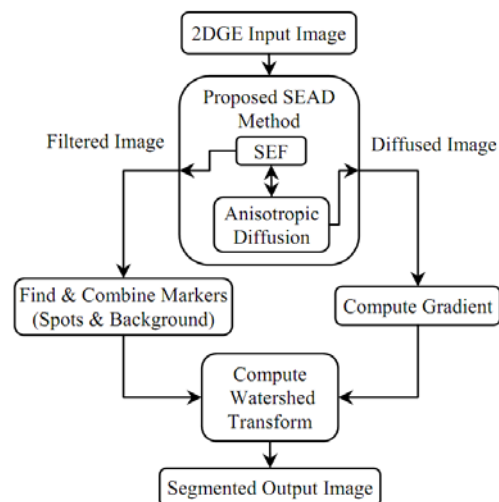 2DGE Input Image
Proposed SEAD
Method
Filtered Image
SEF
Diffused Image
Anisotropic
Diffusion
Find & Combine Markers
(Spots & Background)
Compute Gradient
Compute
Watershed
Transform
Segmented Output Image